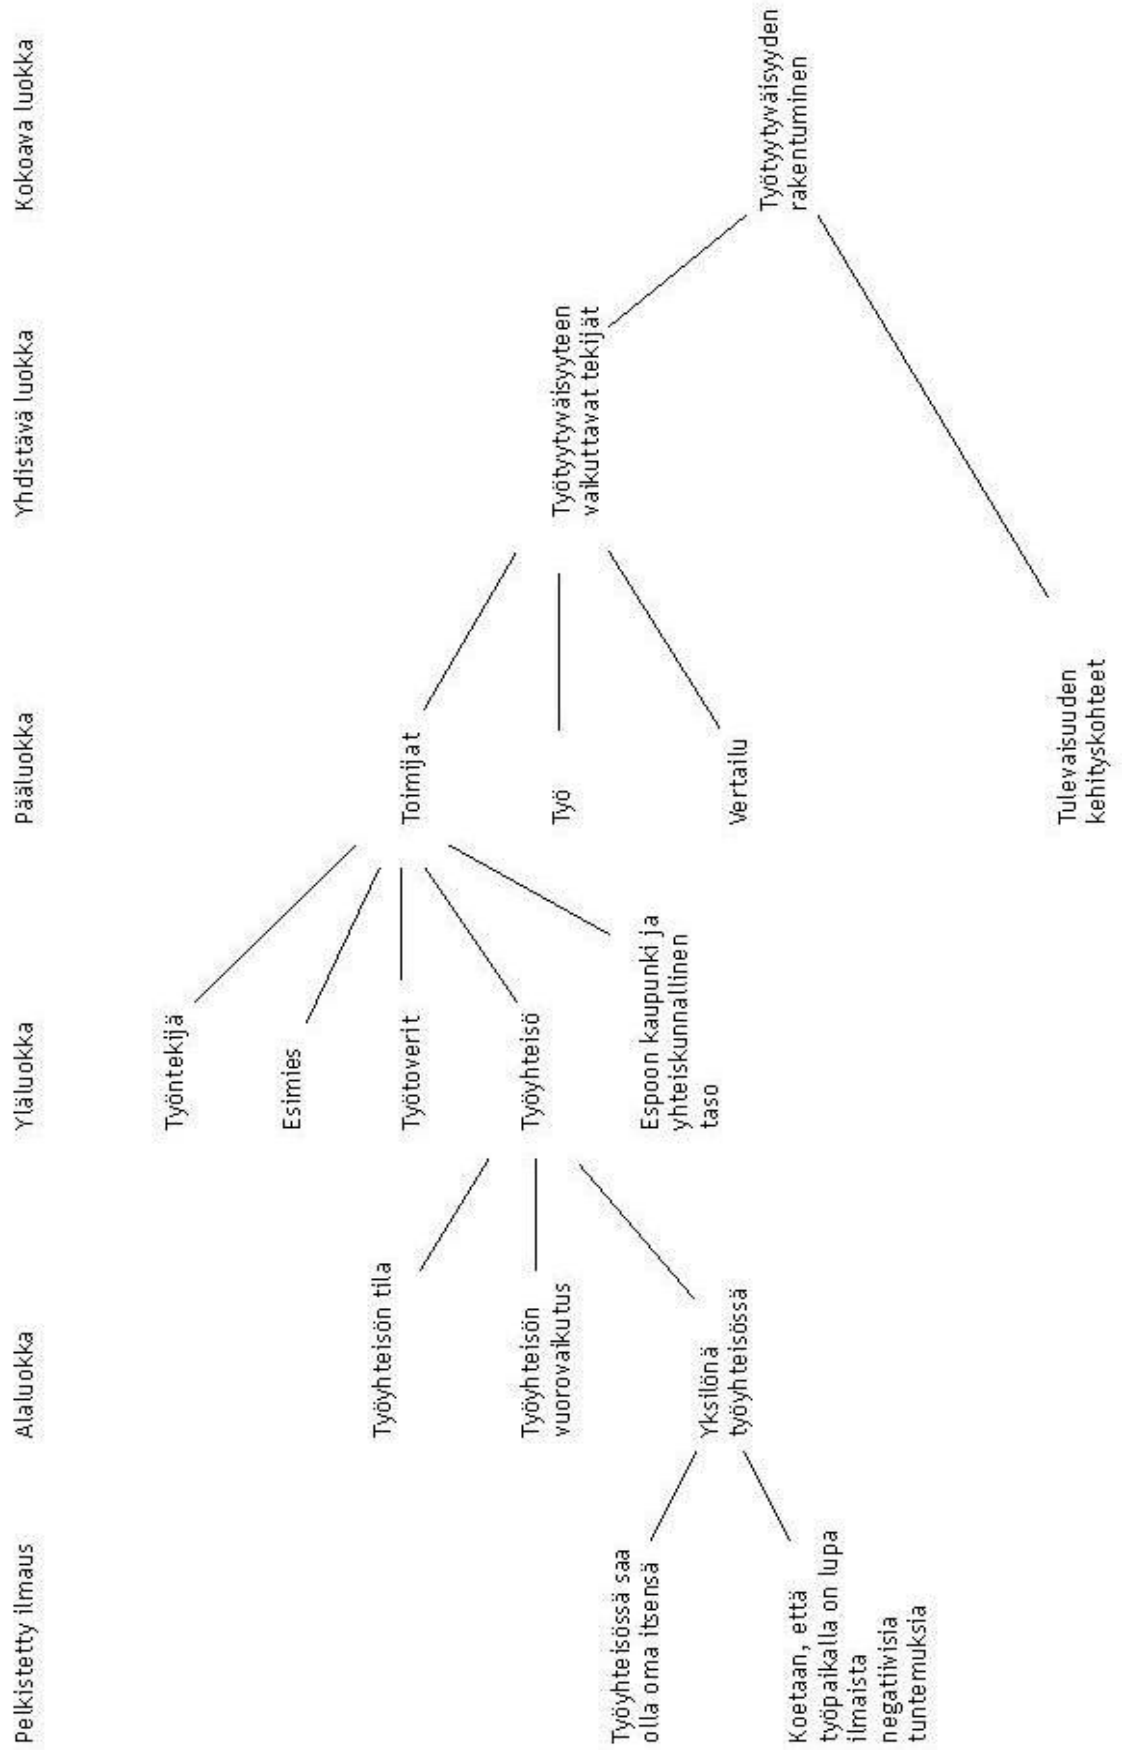 Pelkistetty ilmaus
Alaluokka
Yläluokka
Pääluokka
Yhdistävä luokka
Kokoava luokka
Työyhteisössä saa
olla oma itsensä
Koetaan, että
työpaikalla on lupa
ilmaista
negatiivisia
tuntemuksia
Työyhteisön tila
Työyhteisön
vuorovaikutus
Yksilönä
työyhteisössä
Työntekijä
Esimies
Työtoverit
Työyhteisö
Espoon kaupunki ja
yhteiskunnallinen
taso
Toimijat
Työ
Vertailu
Tulevaisuuden
kehityskohteet
Työtyytyväisyyteen
vaikuttavat tekijät
Työtyytyväisyyden
rakentuminen